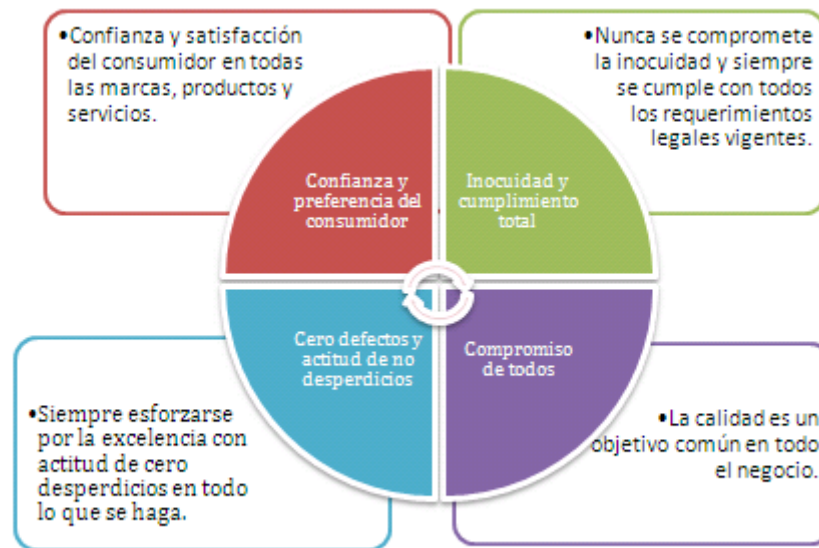 •Confianza y satisfacción
del consumidor en todas
las marcas, productos y
servicios.
•Nunca se compromete
la inocuidad y siempre
se cumple con todos
los requerimientos
legales vigentes.
Confianza y
preferencia del
consumidor
Inocuidad y
cumplimiento
total
Cero defectos y
actitud de no
desperdicios
Compromiso
de todos
•Siempre esforzarse
por la excelencia con
actitud de cero
desperdicios en todo
lo que se haga.
•La calidad es un
objetivo común en todo
el negocio.